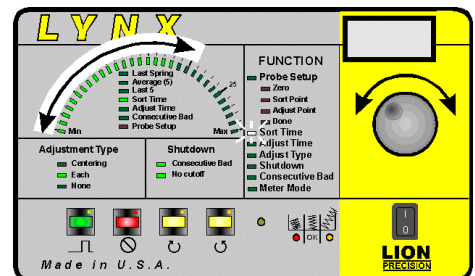 LYNX
Last Spring
Average (5)
Last 5
Sort Time
Adjust Time
Consecutive Bad
Probe Setup
25
Min
Max
FUNCTION
Probe Setup
Zero
Sort Point
Adjust Point
Done
Sort Time
Adjust Time
Adjust Type
Shutdown
Consecutive Bad
Meter Mode
Adjustment Type
Centering
Each
None
Shutdown
Consecutive Bad
No cutoff
OK
I
O
Made in U.S.A.
LION
PRECISION